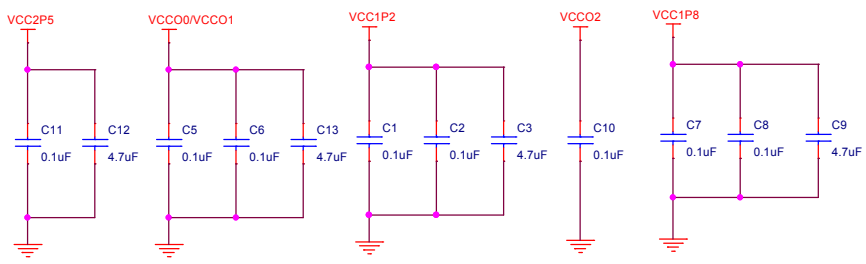 VCC2P5
VCCO0/VCCO1
VCC1P2
VCCO2
VCC1P8
C11
0.1uF
C12
4.7uF
C5
0.1uF
C6
0.1uF
C13
4.7uF
C1
0.1uF
C2
0.1uF
C3
4.7uF
C10
0.1uF
C7
0.1uF
C8
0.1uF
C9
4.7uF